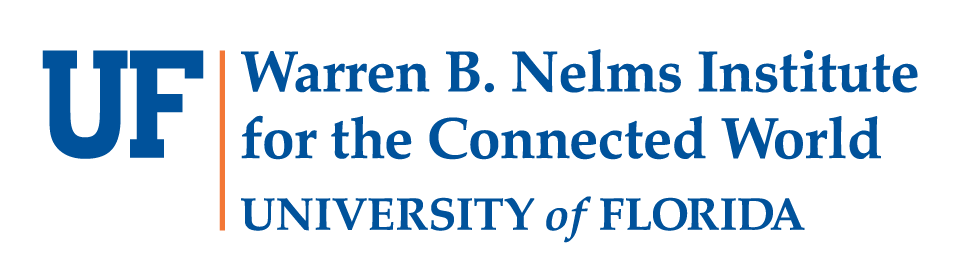 UF
Warren B. Nelms Institute
for the Connected World
UNIVERSITY of FLORIDA